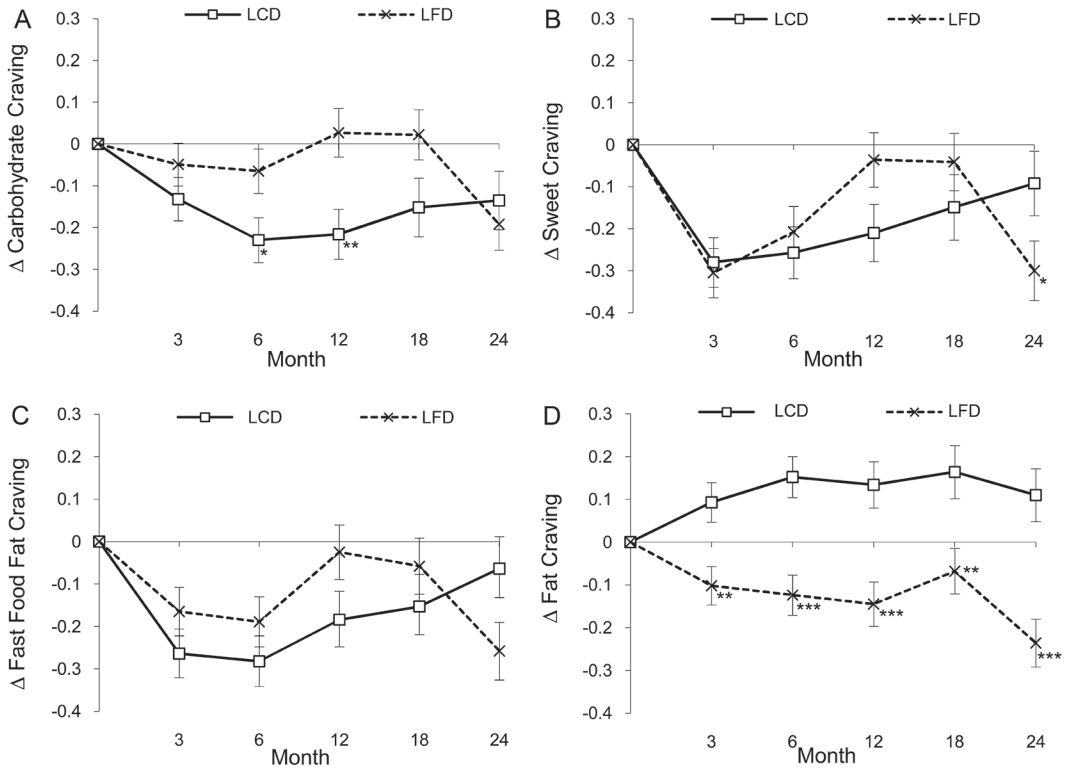 A
LCD LFD
0.3
0.2
0.1
0
-0.1
-0.2
-0.3
-0.4
Δ Carbohydrate Craving
*
**
3 6 12 18 24
Month
B
LCD LFD
0.3
0.2
0.1
0
-0.1
-0.2
-0.3
-0.4
Δ Sweet Craving
*
3 6 12 18 24
Month
C
LCD LFD
0.3
0.2
0.1
0
-0.1
-0.2
-0.3
-0.4
Δ Fast Food Fat Craving
3 6 12 18 24
Month
D
LCD LFD
0.3
0.2
0.1
0
-0.1
-0.2
-0.3
-0.4
Δ Fat Craving
** *** *** ** ***
3 6 12 18 24
Month